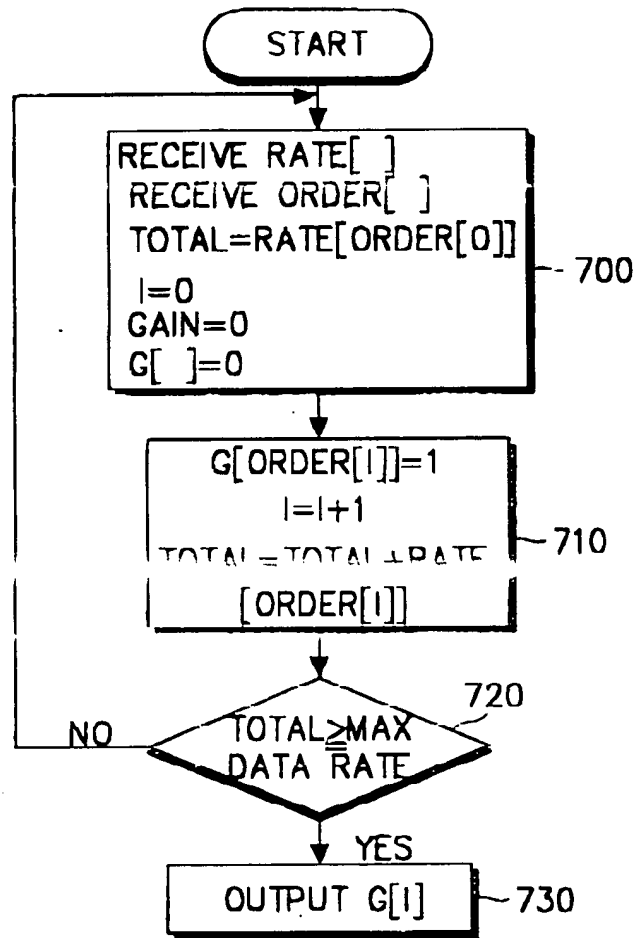 START
RECEIVE RATE[ ]
RECEIVE ORDER[ ]
TOTAL=RATE[ORDER[0]]
I=0
GAIN=0
G[ ]=0
700
G[ORDER[I]]=1
I=I+1
TOTAL=TOTAL+RATE
[ORDER[I]]
710
720
NO
TOTAL≧MAX
DATA RATE
YES
OUTPUT G[I]
730